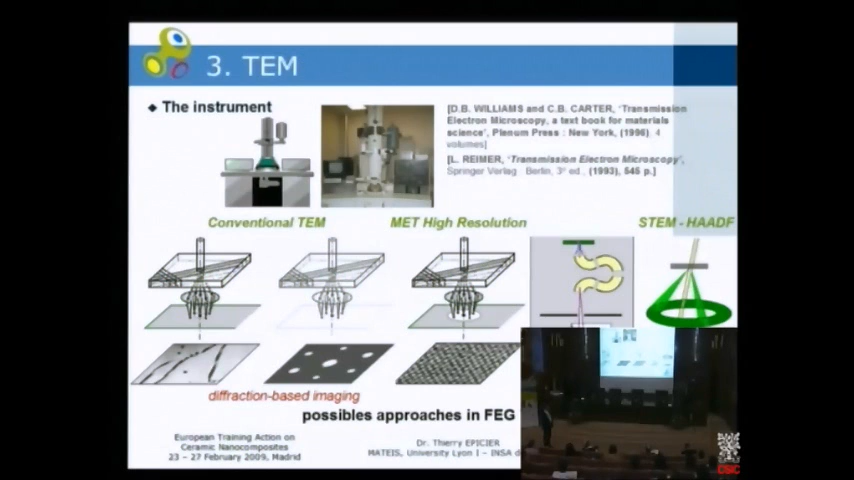 3. TEM
◆ The instrument
[D.B. WILLIAMS and C.B. CARTER, 'Transmission
Electron Microscopy, a text book for materials
science', Plenum Press : New York, (1996), 4
volumes]
[L. REIMER, 'Transmission Electron Microscopy',
Springer Verlag : Berlin, 3° ed., (1993), 545 p.]
Conventional TEM
MET High Resolution
STEM - HAADF
diffraction-based imaging
possibles approaches in FEG
European Training Action on
Ceramic Nanocomposites
23 – 27 February 2009, Madrid
Dr. Thierry EPICIER
MATEIS, University Lyon I – INSA d
CSIC